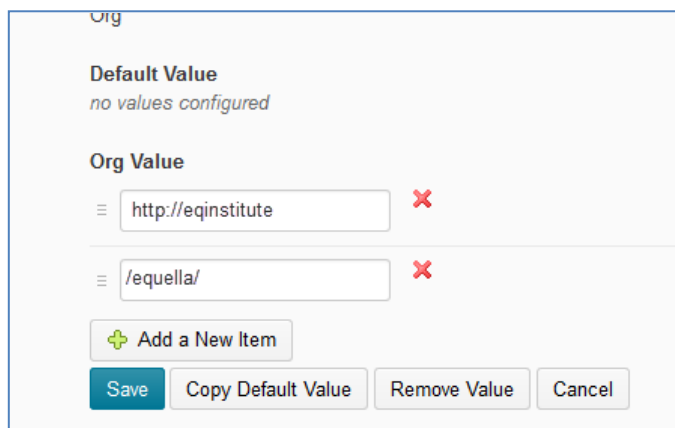 Org
Default Value
no values configured
Org Value
http://eqinstitute
/equella/
Add a New Item
Save Copy Default Value Remove Value Cancel